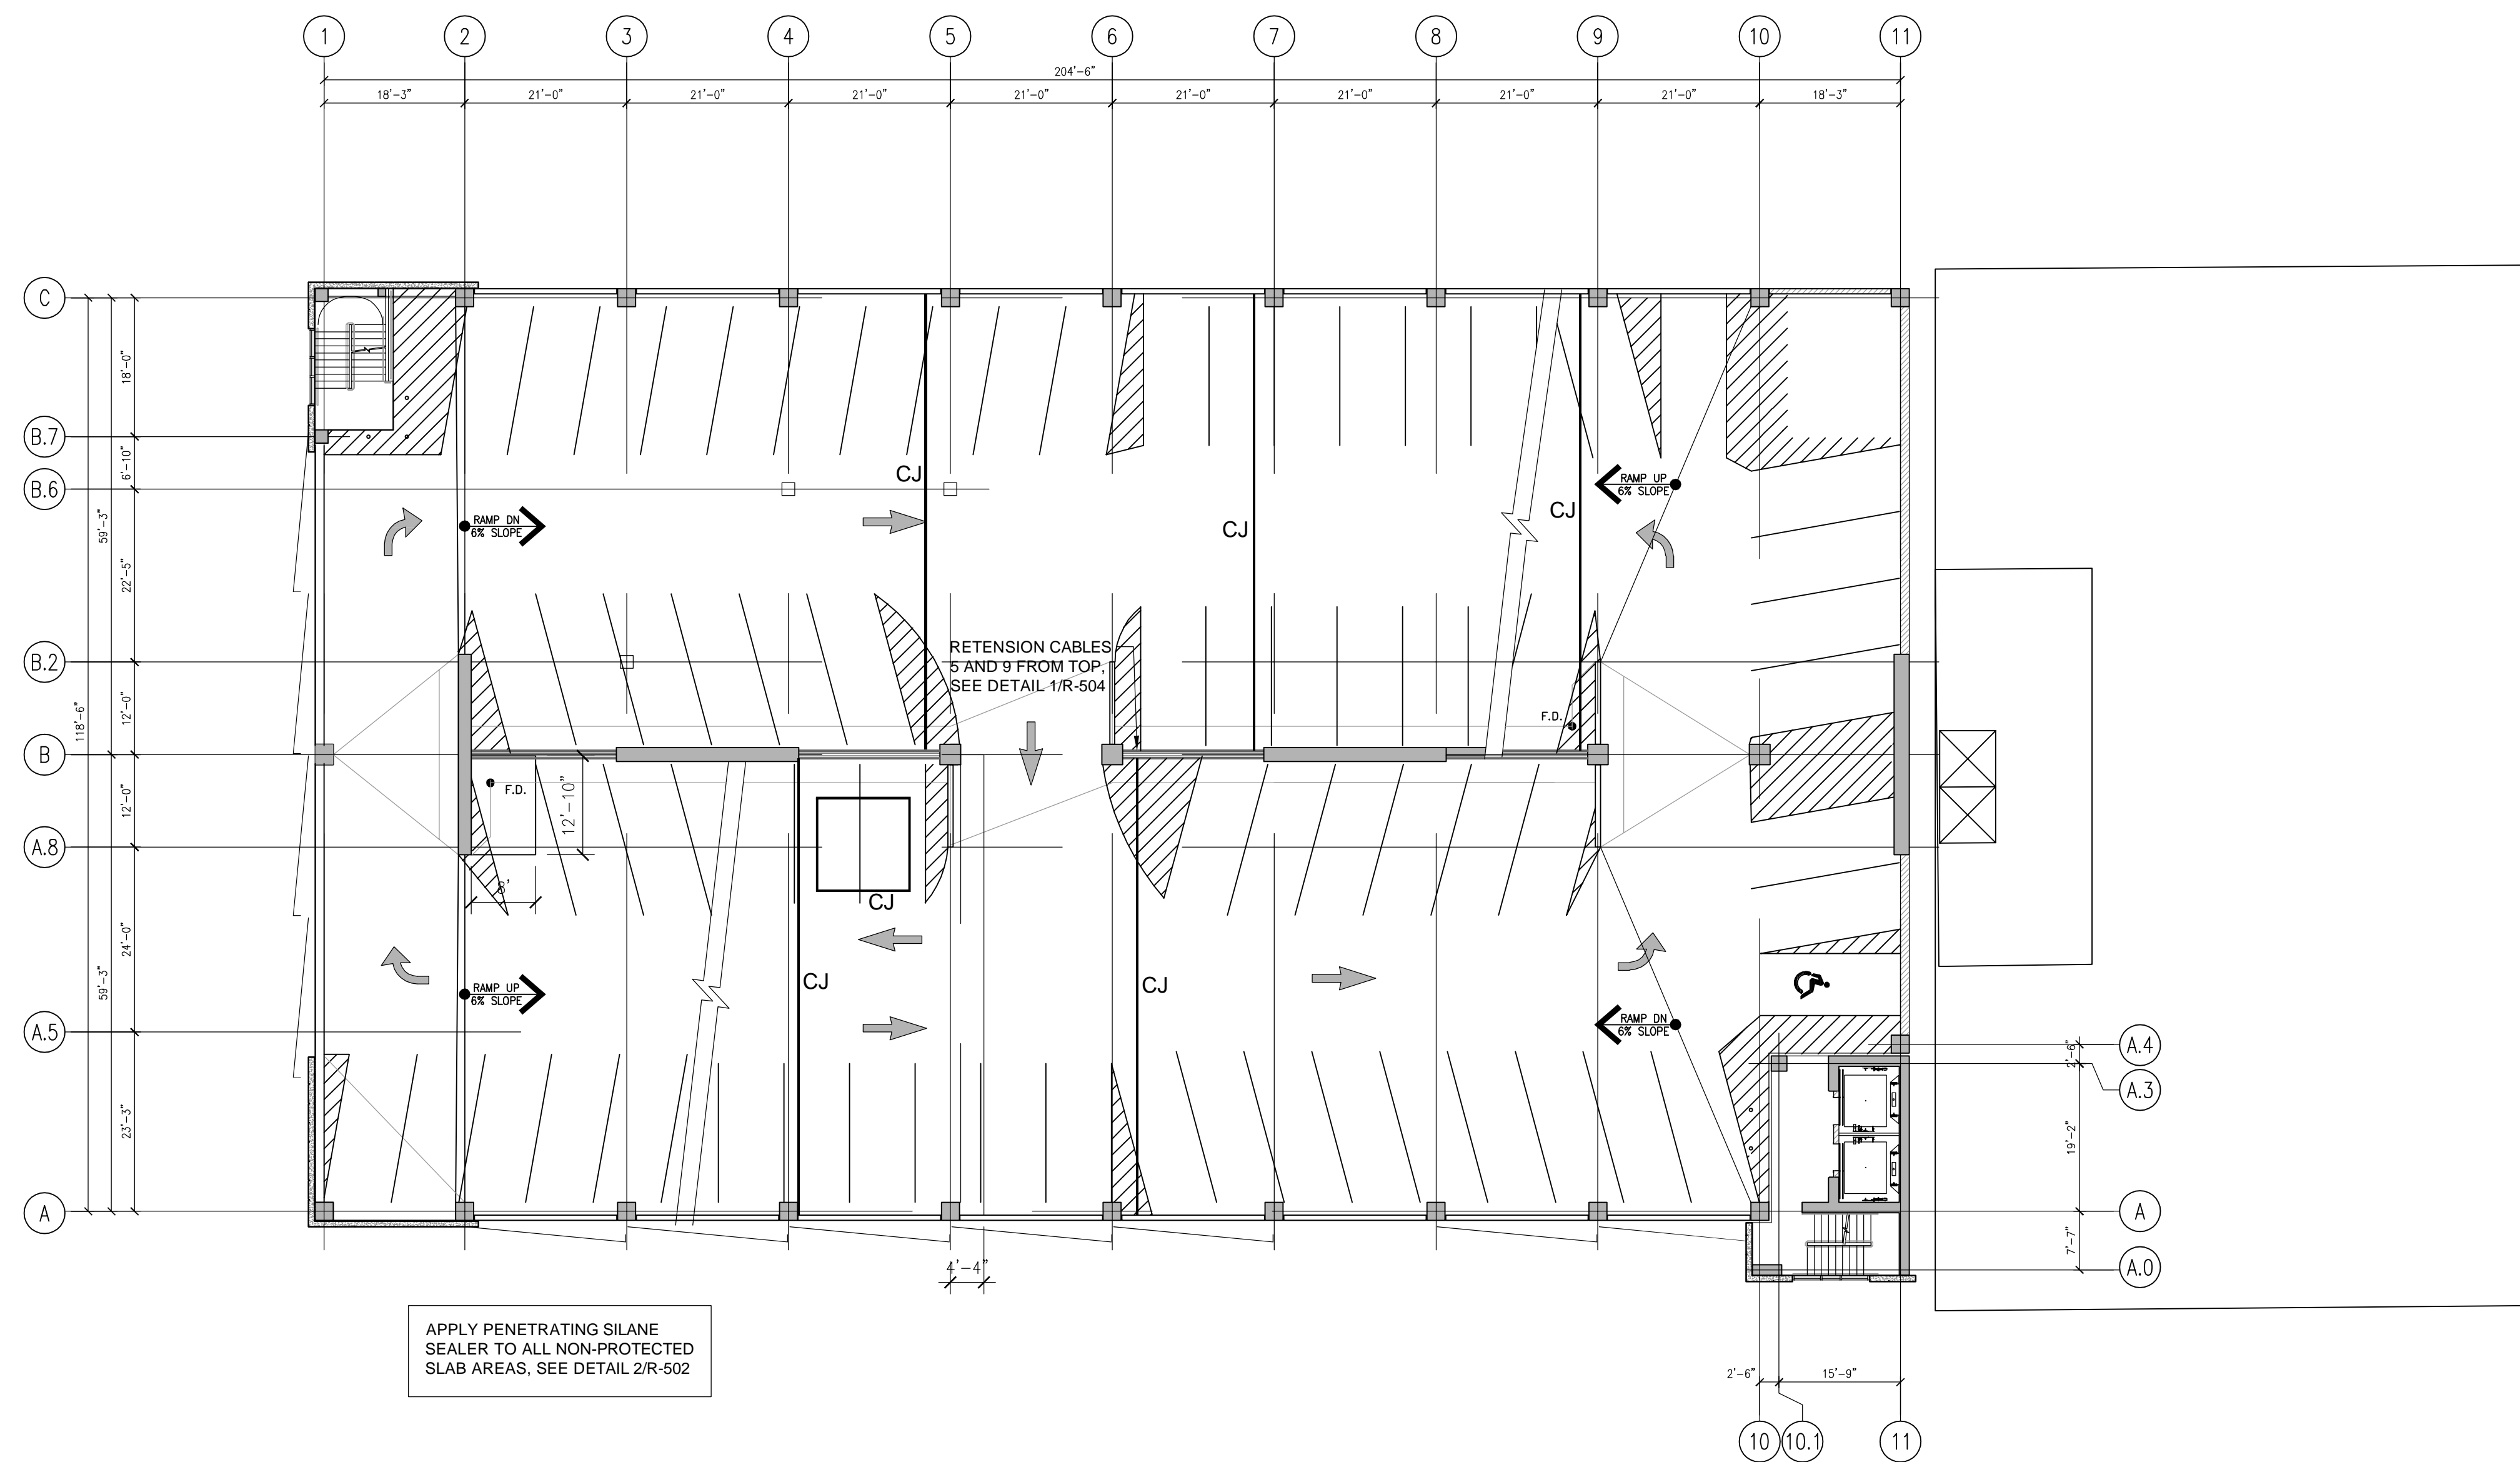 1 2 3 4 5 6 7 8 9 10 11
204'-6"
18'-3" 21'-0" 21'-0" 21'-0" 21'-0" 21'-0" 21'-0" 21'-0" 21'-0" 18'-3"
C
18'-0"
B.7
6'-10"
CJ
B.6
RAMP UP
6% SLOPE
CJ
59'-3"
RAMP DN
6% SLOPE
CJ
22'-5"
RETENSION CABLES
5 AND 9 FROM TOP,
SEE DETAIL 1/R-504
B.2
12'-0"
118'-6"
F.D.
B
F.D.
12'-0"
12'-10"
A.8
8'
CJ
24'-0"
59'-3"
CJ
CJ
RAMP UP
6% SLOPE
RAMP DN
6% SLOPE
A.5
A.4
2'-6"
A.3
23'-3"
19'-2"
A
A
7'-7"
A.0
4'-4"
APPLY PENETRATING SILANE
SEALER TO ALL NON-PROTECTED
SLAB AREAS, SEE DETAIL 2/R-502
2'-6" 15'-9"
10 10.1 11